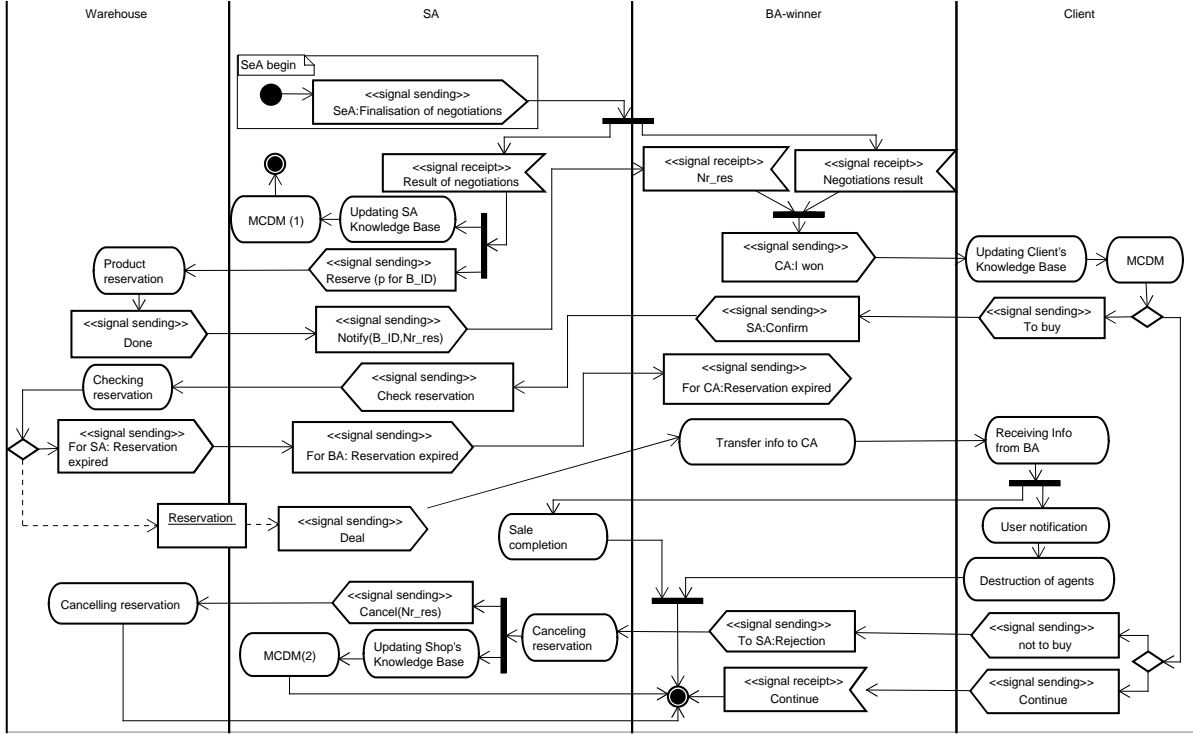 Warehouse
SA
BA-winner
Client
SeA begin
<<signal sending>>
SeA:Finalisation of negotiations
<<signal receipt>>
Result of negotiations
<<signal receipt>>
Nr_res
<<signal receipt>>
Negotiations result
MCDM (1)
Updating SA
Knowledge Base
Product
reservation
<<signal sending>>
Reserve (p for B_ID)
<<signal sending>>
CA:I won
Updating Client's
Knowledge Base
MCDM
<<signal sending>>
Done
<<signal sending>>
Notify(B_ID,Nr_res)
<<signal sending>>
SA:Confirm
<<signal sending>>
To buy
Checking
reservation
<<signal sending>>
Check reservation
<<signal sending>>
For CA:Reservation expired
<<signal sending>>
For SA: Reservation
expired
<<signal sending>>
For BA: Reservation expired
Transfer info to CA
Receiving Info
from BA
Reservation
<<signal sending>>
Deal
Sale
completion
User notification
Destruction of agents
Cancelling reservation
<<signal sending>>
Cancel(Nr_res)
Canceling
reservation
<<signal sending>>
To SA:Rejection
<<signal sending>>
not to buy
MCDM(2)
Updating Shop's
Knowledge Base
<<signal receipt>>
Continue
<<signal sending>>
Continue